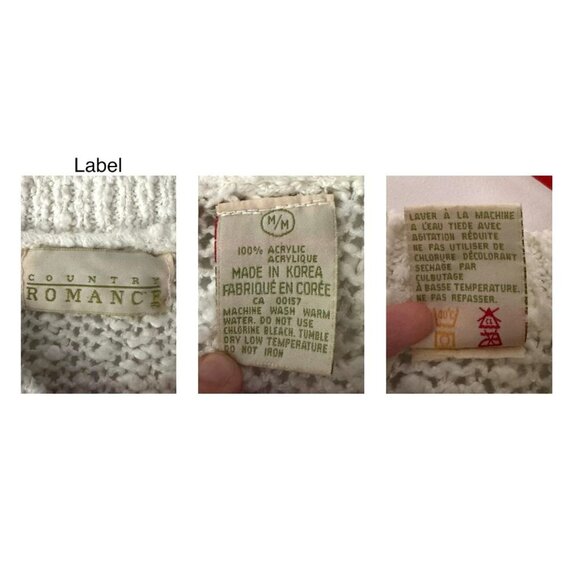 Label
COUNTRY
ROMANCE
M/M
100% ACRYLIC
ACRYLIQUE
MADE IN KOREA
FABRIQUÉ EN CORÉE
CA 00157
MACHINE WASH WARM
WATER. DO NOT USE
CHLORINE BLEACH. TUMBLE
DRY LOW TEMPERATURE
DO NOT IRON
LAVER À LA MACHINE
A L'EAU TIEDE AVEC
AGITATION RÉDUITE
NE PAS UTILISER DE
CHLORURE DÉCOLORANT
SECHAGE PAR
CULBUTAGE
À BASSE TEMPERATURE.
NE PAS REPASSER.
40°C